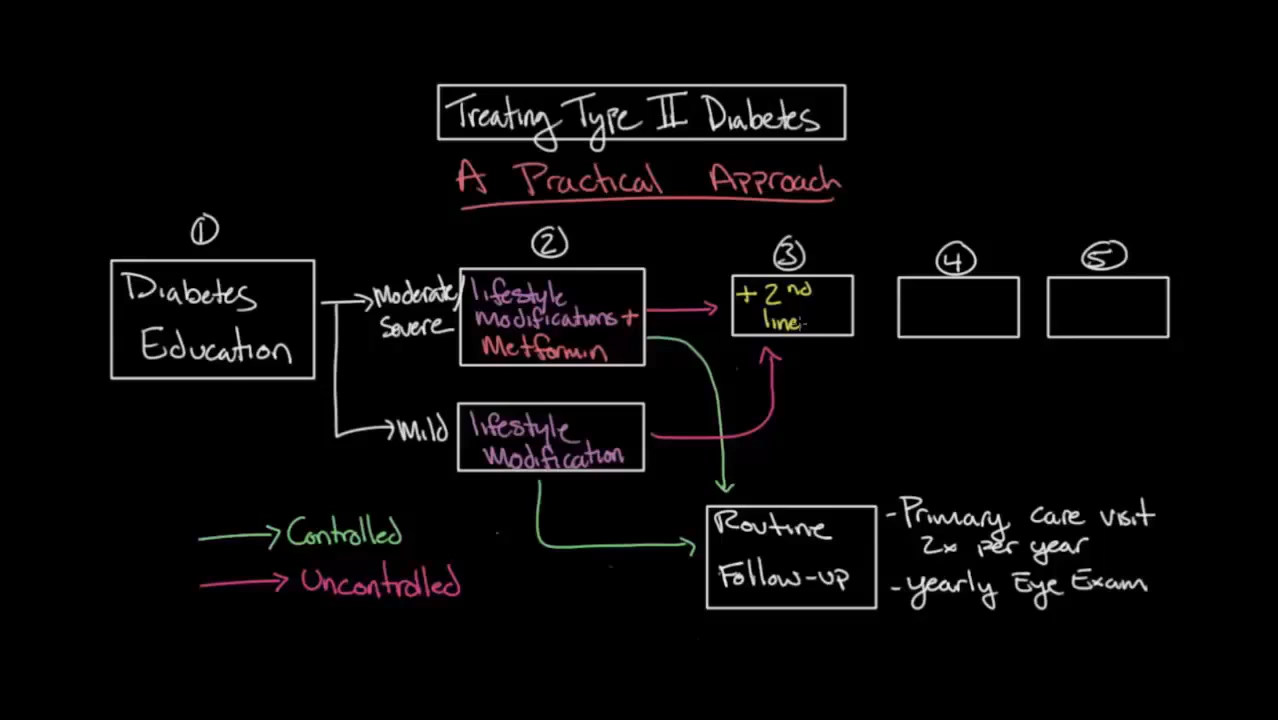 Treating Type II Diabetes
A Practical Approach
①
Diabetes
Education
Moderate/
Severe
Mild
②
lifestyle
Modifications +
Metformin
lifestyle
Modification
③
+ 2nd
line
④
⑤
Controlled
Uncontrolled
Routine
Follow-up
- Primary care visit
2x per year
- yearly Eye Exam